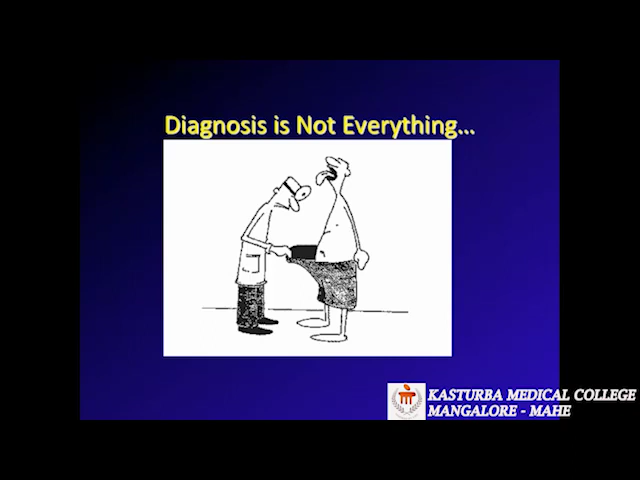 Diagnosis is Not Everything...
KASTURBA MEDICAL COLLEGE
MANGALORE - MAHE